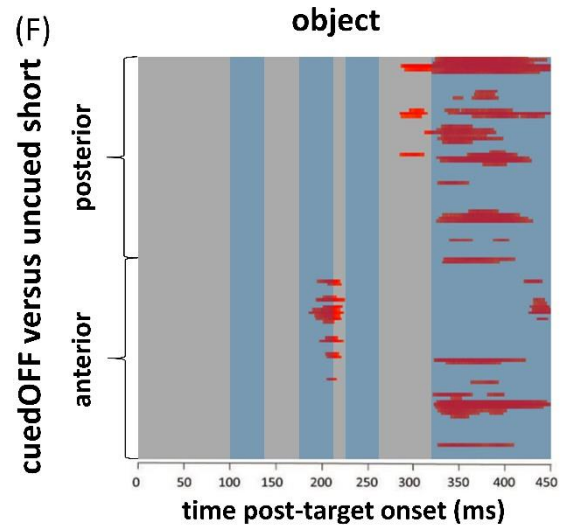 (F)
object
cuedOFF versus uncued short
posterior
anterior
0 50 100 150 200 250 300 350 400 450
time post-target onset (ms)